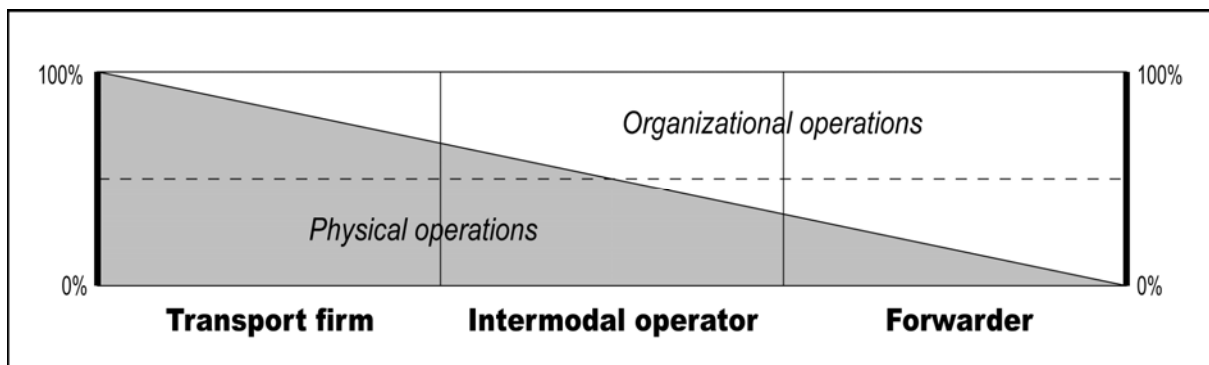 100%
100%
Organizational operations
Physical operations
0%
0%
Transport firm
Intermodal operator
Forwarder